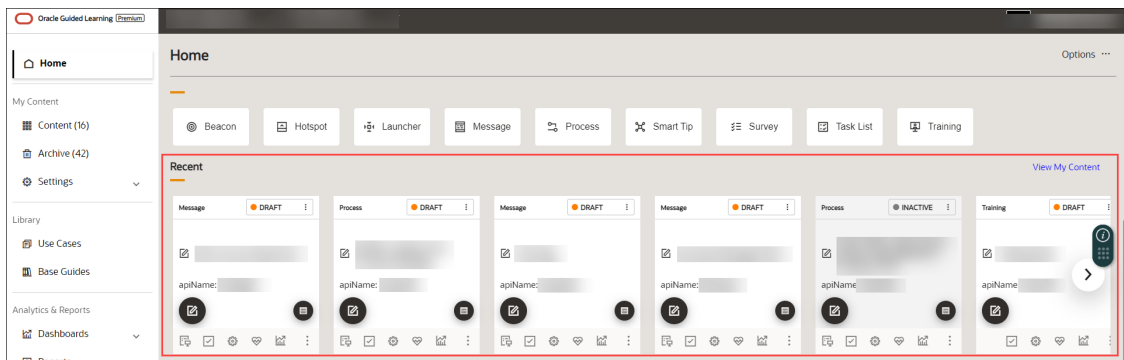 Oracle Guided Learning Premium
Home
My Content
Content (16)
Archive (42)
Settings
Library
Use Cases
Base Guides
Analytics & Reports
Dashboards
Home
Options ...
Beacon Hotspot Launcher Message Process Smart Tip Survey Task List Training
Recent
View My Content
Message DRAFT Process DRAFT Message DRAFT Message DRAFT Process INACTIVE Training DRAFT
apiName: apiName: apiName: apiName: apiName apiName